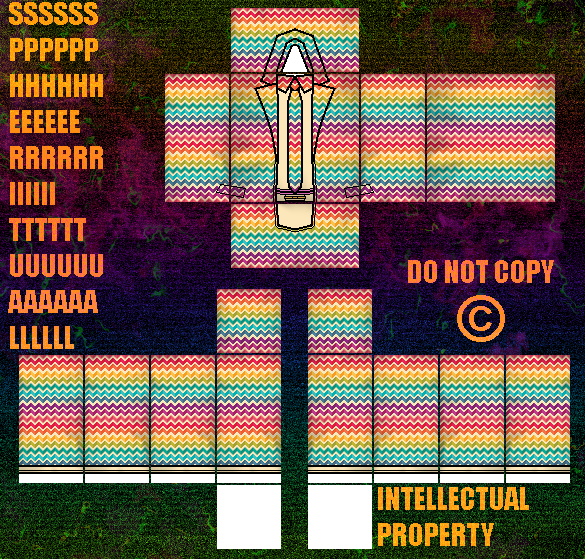 SSSSSS
PPPPPP
HHHHHH
EEEEEE
RRRRRR
IIIIII
TTTTTT
UUUUUU
AAAAAA
LLLLLL
DO NOT COPY
©
INTELLECTUAL
PROPERTY